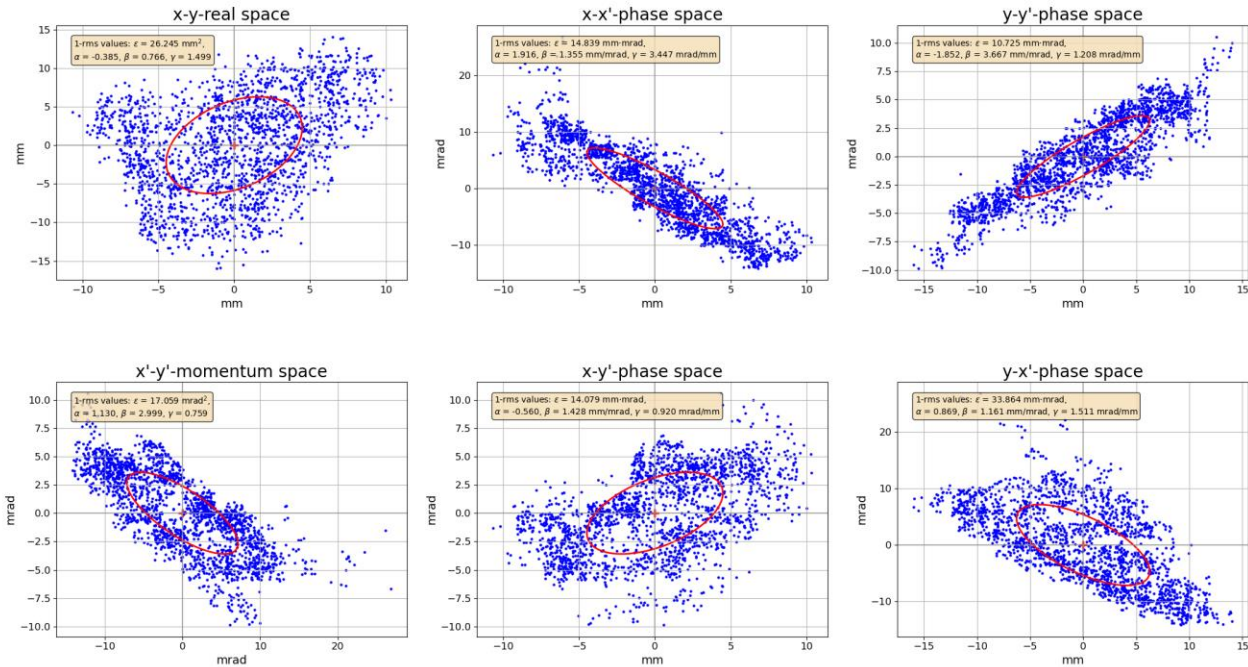 x-y-real space
1-rms values: ε = 26.245 mm²,
α = -0.385, β = 0.766, γ = 1.499
15
10
5
0
−5
−10
−15
mm
−10
−5
0
5
10
mm
x-x'-phase space
1-rms values: ε = 14.839 mm·mrad,
α = 1.916, β = 1.355 mm/mrad, γ = 3.447 mrad/mm
20
10
0
−10
mrad
−10
−5
0
5
10
mm
y-y'-phase space
1-rms values: ε = 10.725 mm·mrad,
α = -1.852, β = 3.667 mm/mrad, γ = 1.208 mrad/mm
10.0
7.5
5.0
2.5
0.0
−2.5
−5.0
−7.5
−10.0
mrad
−15
−10
−5
0
5
10
15
mm
x'-y'-momentum space
1-rms values: ε = 17.059 mrad²,
α = 1.130, β = 2.999, γ = 0.759
10.0
7.5
5.0
2.5
0.0
−2.5
−5.0
−7.5
−10.0
mrad
−10
0
10
20
mrad
x-y'-phase space
1-rms values: ε = 14.079 mm·mrad,
α = -0.560, β = 1.428 mm/mrad, γ = 0.920 mrad/mm
10.0
7.5
5.0
2.5
0.0
−2.5
−5.0
−7.5
−10.0
mrad
−10
−5
0
5
10
mm
y-x'-phase space
1-rms values: ε = 33.864 mm·mrad,
α = 0.869, β = 1.161 mm/mrad, γ = 1.511 mrad/mm
20
10
0
−10
mrad
−15
−10
−5
0
5
10
15
mm